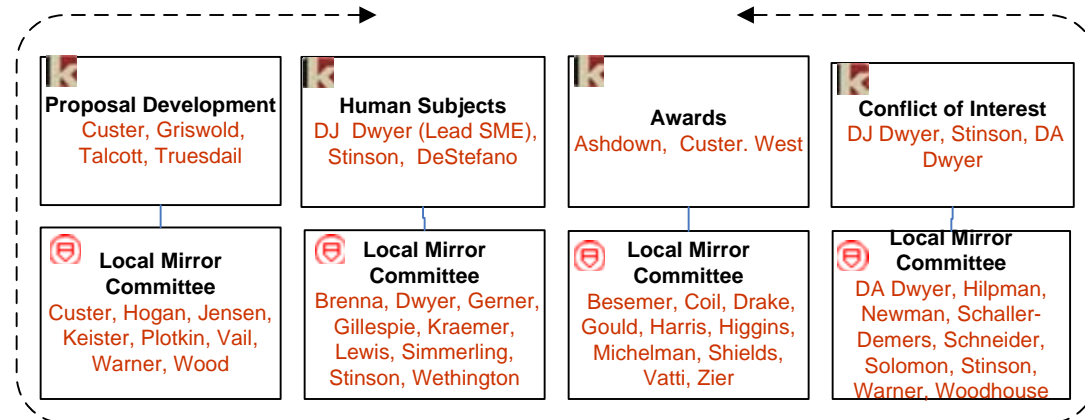 Proposal Development
Custer, Griswold,
Talcott, Truesdail
Human Subjects
DJ Dwyer (Lead SME),
Stinson, DeStefano
Awards
Ashdown, Custer. West
Conflict of Interest
DJ Dwyer, Stinson, DA
Dwyer
Local Mirror
Committee
Custer, Hogan, Jensen,
Keister, Plotkin, Vail,
Warner, Wood
Local Mirror
Committee
Brenna, Dwyer, Gerner,
Gillespie, Kraemer,
Lewis, Simmerling,
Stinson, Wethington
Local Mirror
Committee
Besemer, Coil, Drake,
Gould, Harris, Higgins,
Michelman, Shields,
Vatti, Zier
Local Mirror
Committee
DA Dwyer, Hilpman,
Newman, Schaller-
Demers, Schneider,
Solomon, Stinson,
Warner, Woodhouse